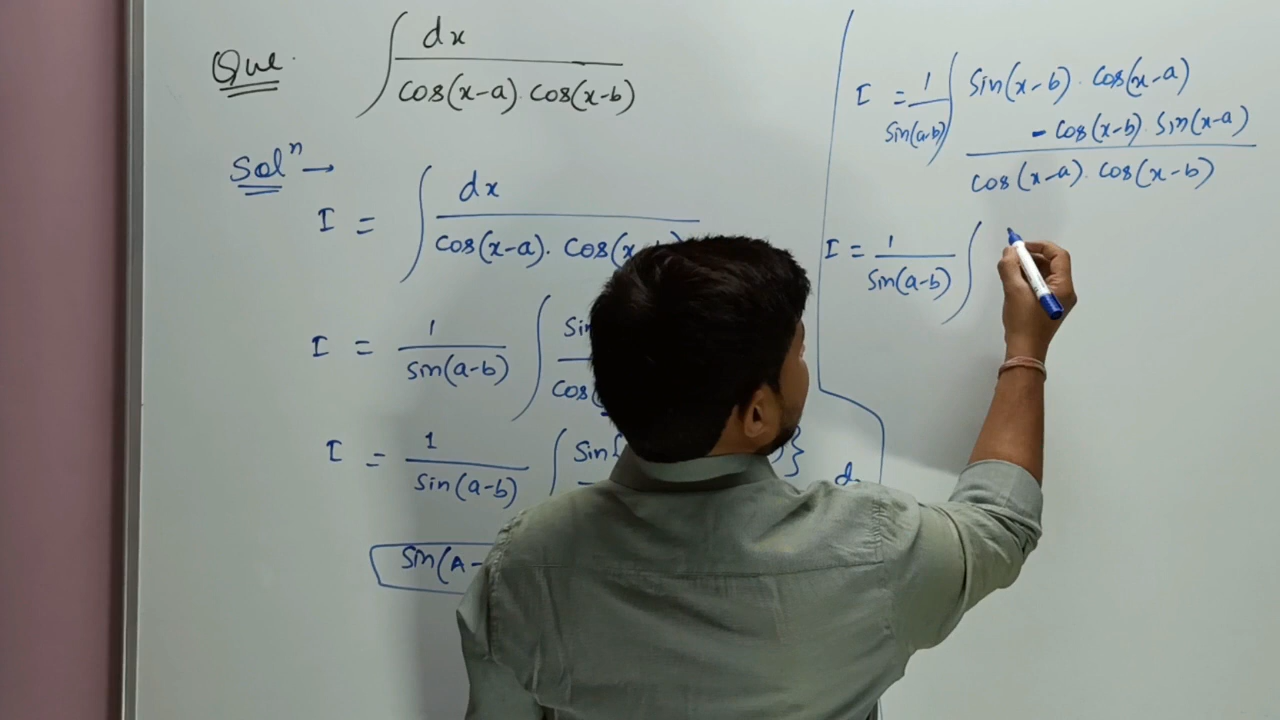 Que. ∫ dx / cos(x-a). cos(x-b)
Solⁿ →
I = ∫ dx / cos(x-a). cos(x
I = 1 / sin(a-b) ∫ Sin / cos
I = 1 / sin(a-b) ∫ Sin{ )} d
Sin(A-
I = 1 / sin(a-b) ∫ Sin(x-b). cos(x-a)
- cos(x-b). Sin(x-a)
/ cos(x-a). cos(x-b)
I = 1 / Sin(a-b) ∫